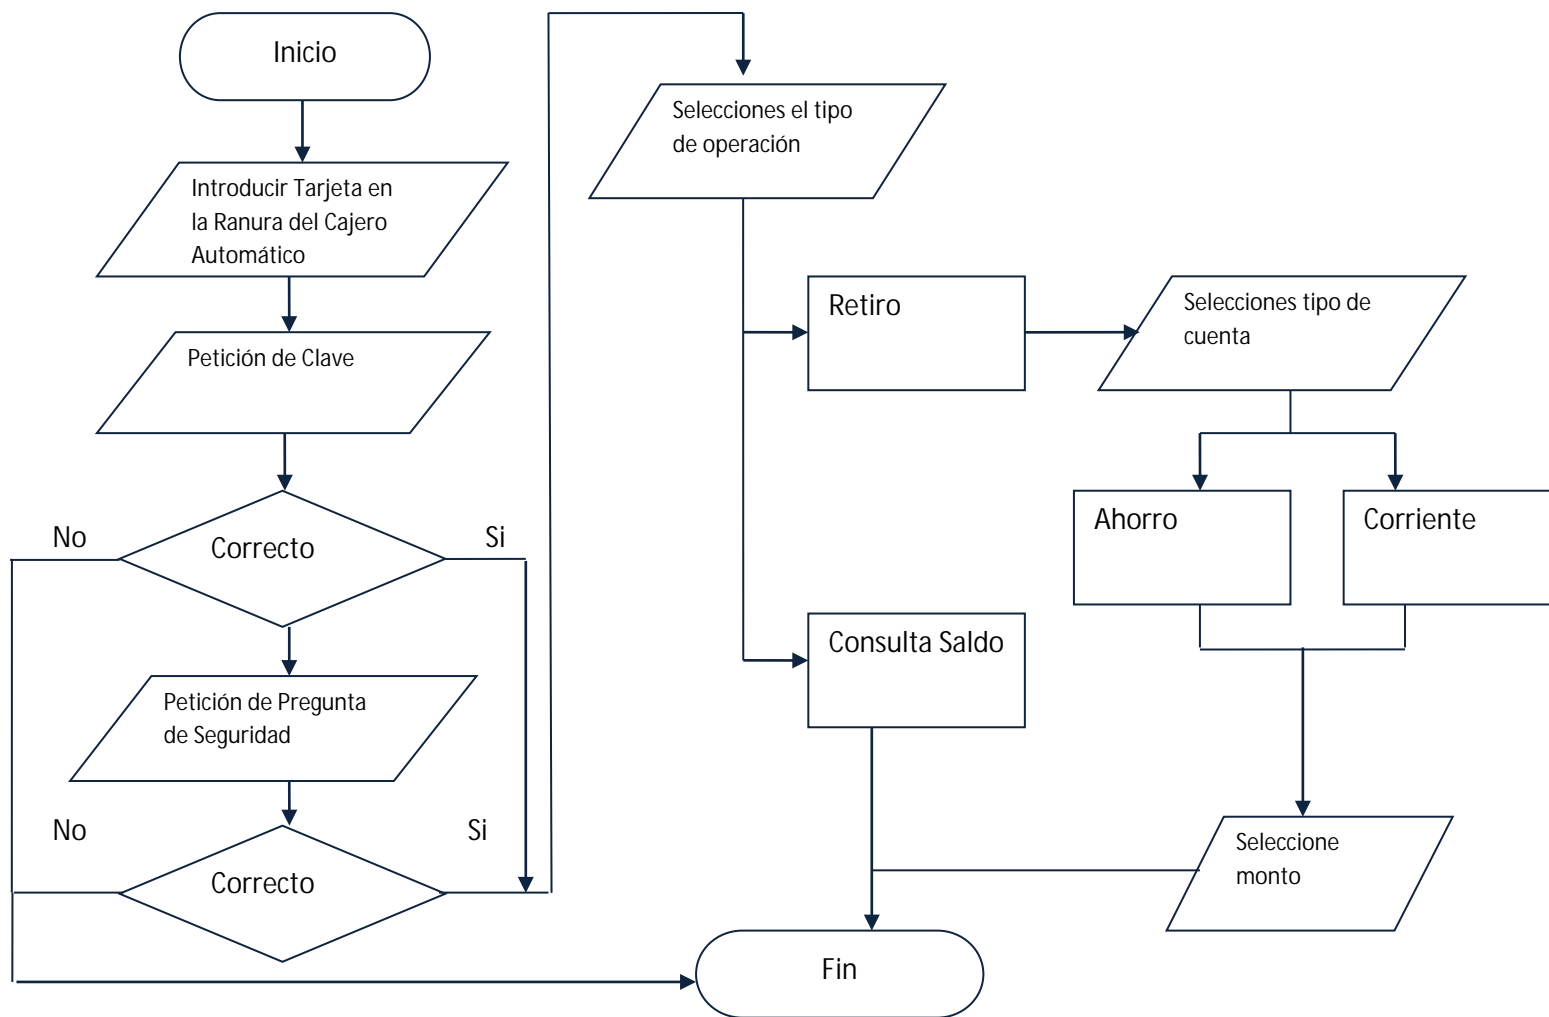 Inicio
Introducir Tarjeta en
la Ranura del Cajero
Automático
Petición de Clave
No
Correcto
Si
Petición de Pregunta
de Seguridad
No
Correcto
Si
Selecciones el tipo
de operación
Retiro
Selecciones tipo de
cuenta
Ahorro
Corriente
Consulta Saldo
Seleccione
monto
Fin